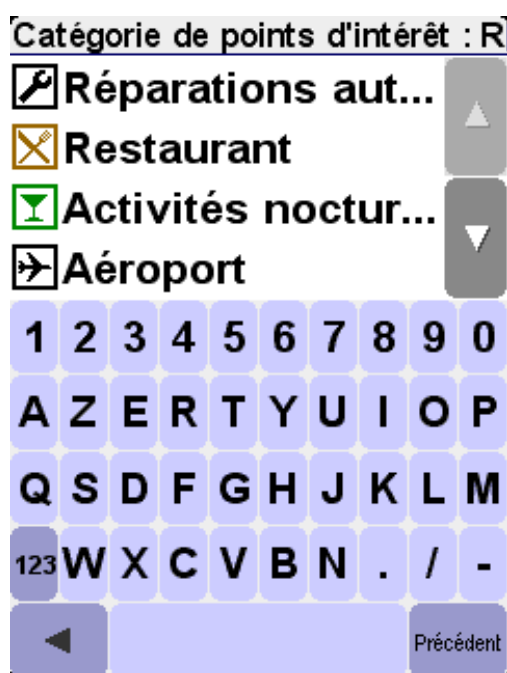 Catégorie de points d'intérêt : R
Réparations aut...
Restaurant
Activités noctur...
Aéroport
1 2 3 4 5 6 7 8 9 0
A Z E R T Y U I O P
Q S D F G H J K L M
123 W X C V B N . / -
Précédent